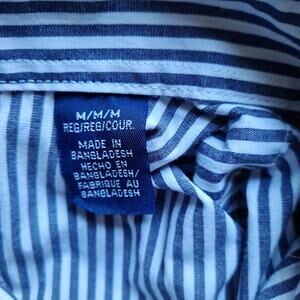 M/M/M
REG/REG/COUR.
MADE IN
BANGLADESH
HECHO EN
BANGLADESH/
FABRIQUE AU
BANGLADESH